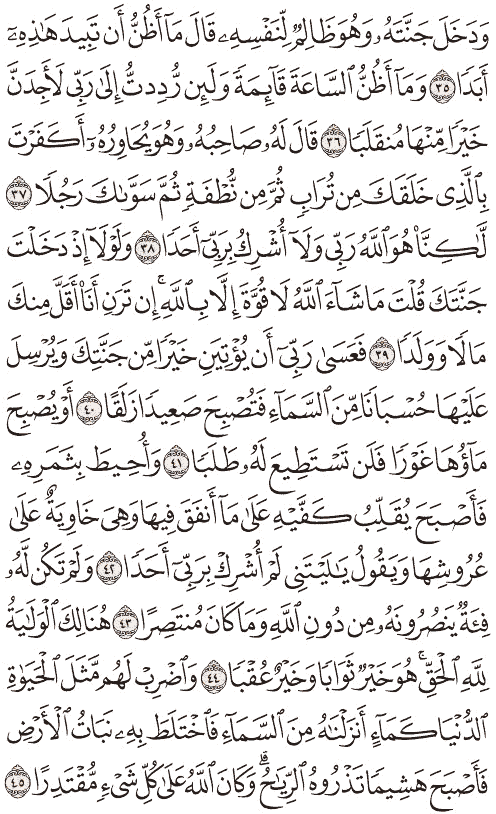 وَدَخَلَ جَنَّتَهُۥ وَهُوَ ظَالِمٌ لِّنَفْسِهِۦ قَالَ مَآ أَظُنُّ أَن تَبِيدَ هَٰذِهِۦٓ
أَبَدًا ٣٥ وَمَآ أَظُنُّ ٱلسَّاعَةَ قَآئِمَةً وَلَئِن رُّدِدتُّ إِلَىٰ رَبِّى لَأَجِدَنَّ
خَيْرًا مِّنْهَا مُنقَلَبًا ٣٦ قَالَ لَهُۥ صَاحِبُهُۥ وَهُوَ يُحَاوِرُهُۥٓ أَكَفَرْتَ
بِٱلَّذِى خَلَقَكَ مِن تُرَابٍ ثُمَّ مِن نُّطْفَةٍ ثُمَّ سَوَّىٰكَ رَجُلًا ٣٧
لَّٰكِنَّا۠ هُوَ ٱللَّهُ رَبِّى وَلَآ أُشْرِكُ بِرَبِّىٓ أَحَدًا ٣٨ وَلَوْلَآ إِذْ دَخَلْتَ
جَنَّتَكَ قُلْتَ مَا شَآءَ ٱللَّهُ لَا قُوَّةَ إِلَّا بِٱللَّهِ ۚ إِن تَرَنِ أَنَا۠ أَقَلَّ مِنكَ
مَالًا وَوَلَدًا ٣٩ فَعَسَىٰ رَبِّىٓ أَن يُؤْتِيَنِ خَيْرًا مِّن جَنَّتِكَ وَيُرْسِلَ
عَلَيْهَا حُسْبَانًا مِّنَ ٱلسَّمَآءِ فَتُصْبِحَ صَعِيدًا زَلَقًا ٤٠ أَوْ يُصْبِحَ
مَآؤُهَا غَوْرًا فَلَن تَسْتَطِيعَ لَهُۥ طَلَبًا ٤١ وَأُحِيطَ بِثَمَرِهِۦ
فَأَصْبَحَ يُقَلِّبُ كَفَّيْهِ عَلَىٰ مَآ أَنفَقَ فِيهَا وَهِىَ خَاوِيَةٌ عَلَىٰ
عُرُوشِهَا وَيَقُولُ يَٰلَيْتَنِى لَمْ أُشْرِكْ بِرَبِّىٓ أَحَدًا ٤٢ وَلَمْ تَكُن لَّهُۥ
فِئَةٌ يَنصُرُونَهُۥ مِن دُونِ ٱللَّهِ وَمَا كَانَ مُنتَصِرًا ٤٣ هُنَالِكَ ٱلْوَلَٰيَةُ
لِلَّهِ ٱلْحَقِّ ۚ هُوَ خَيْرٌ ثَوَابًا وَخَيْرٌ عُقْبًا ٤٤ وَٱضْرِبْ لَهُم مَّثَلَ ٱلْحَيَوٰةِ
ٱلدُّنْيَا كَمَآءٍ أَنزَلْنَٰهُ مِنَ ٱلسَّمَآءِ فَٱخْتَلَطَ بِهِۦ نَبَاتُ ٱلْأَرْضِ
فَأَصْبَحَ هَشِيمًا تَذْرُوهُ ٱلرِّيَٰحُ ۗ وَكَانَ ٱللَّهُ عَلَىٰ كُلِّ شَىْءٍ مُّقْتَدِرًا ٤٥